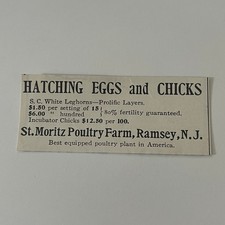 HATCHING EGGS and CHICKS
S. C. White Leghorns—Prolific Layers.
$1.50 per setting of 15 } 80% fertility guaranteed.
$6.00 " hundred
Incubator Chicks $12.50 per 100.
St. Moritz Poultry Farm, Ramsey, N. J.
Best equipped poultry plant in America.